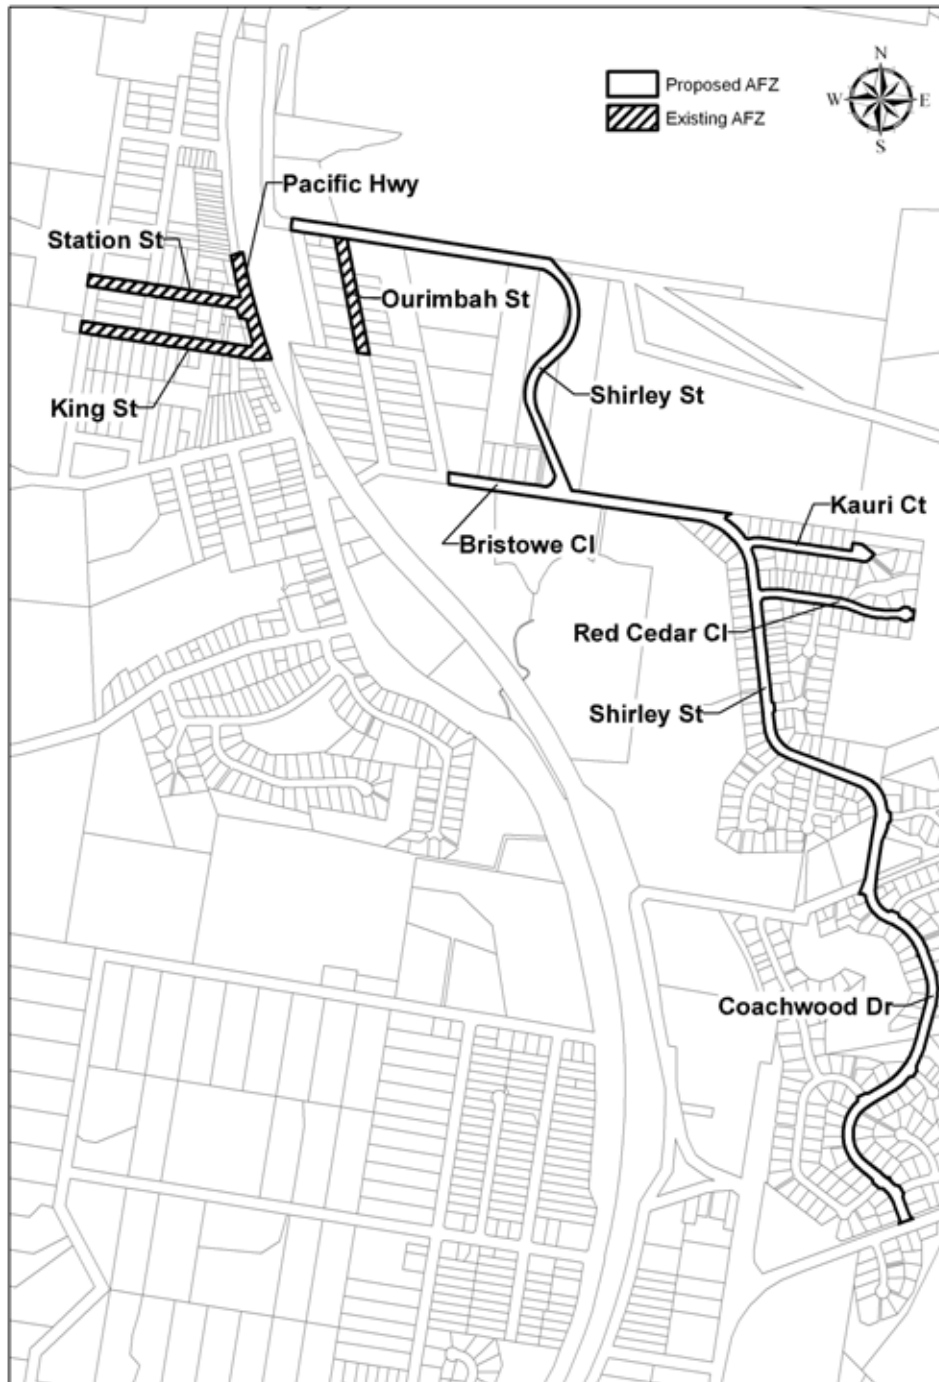 N
Proposed AFZ
W E
Existing AFZ
S
Pacific Hwy
Station St
Ourimbah St
Shirley St
King St
Kauri Ct
Bristowe Cl
Red Cedar Cl
Shirley St
Coachwood Dr